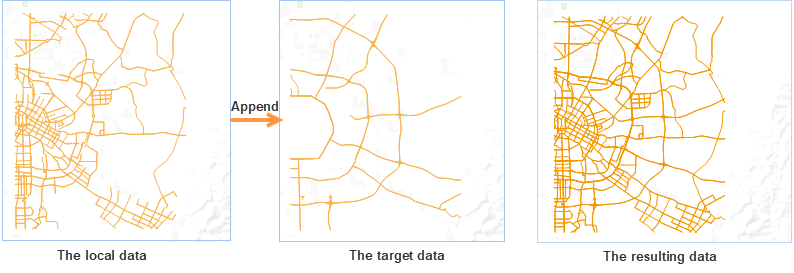 Append
The local data
The target data
The resulting data